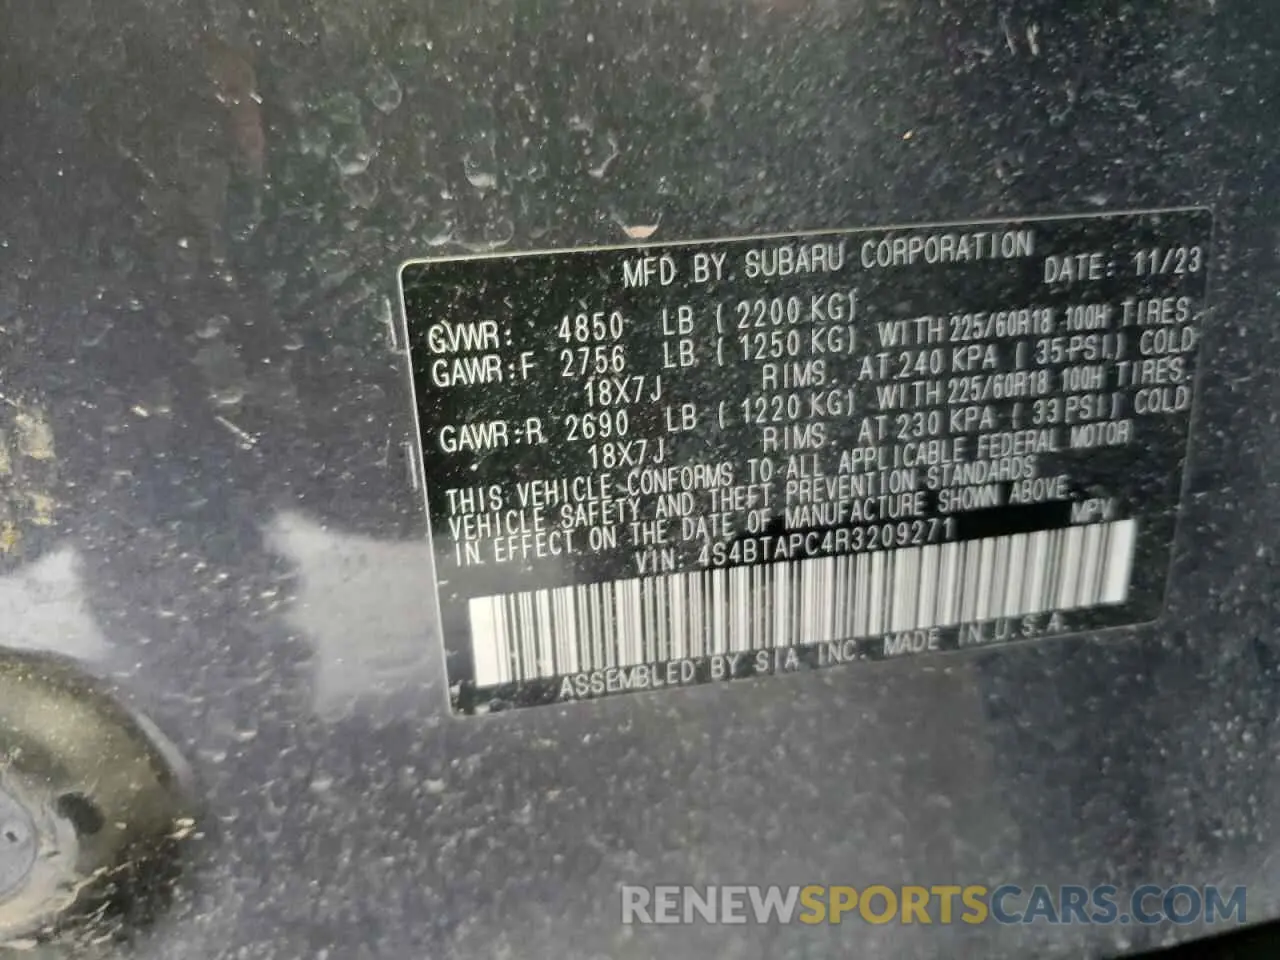 MFD BY SUBARU CORPORATION
DATE: 11/23
GVWR: 4850 LB ( 2200 KG)
GAWR:F 2756 LB ( 1250 KG) WITH 225/60R18 100H TIRES.
18X7J RIMS. AT 240 KPA ( 35PSI) COLD
GAWR:R 2690 LB ( 1220 KG) WITH 225/60R18 100H TIRES.
18X7J RIMS. AT 230 KPA ( 33PSI) COLD
THIS VEHICLE CONFORMS TO ALL APPLICABLE FEDERAL MOTOR
VEHICLE SAFETY AND THEFT PREVENTION STANDARDS
IN EFFECT ON THE DATE OF MANUFACTURE SHOWN ABOVE.
VIN: 4S4BTAPC4R3209271 MPV
ASSEMBLED BY SIA INC. MADE IN U.S.A.
RENEWSPORTSCARS.COM